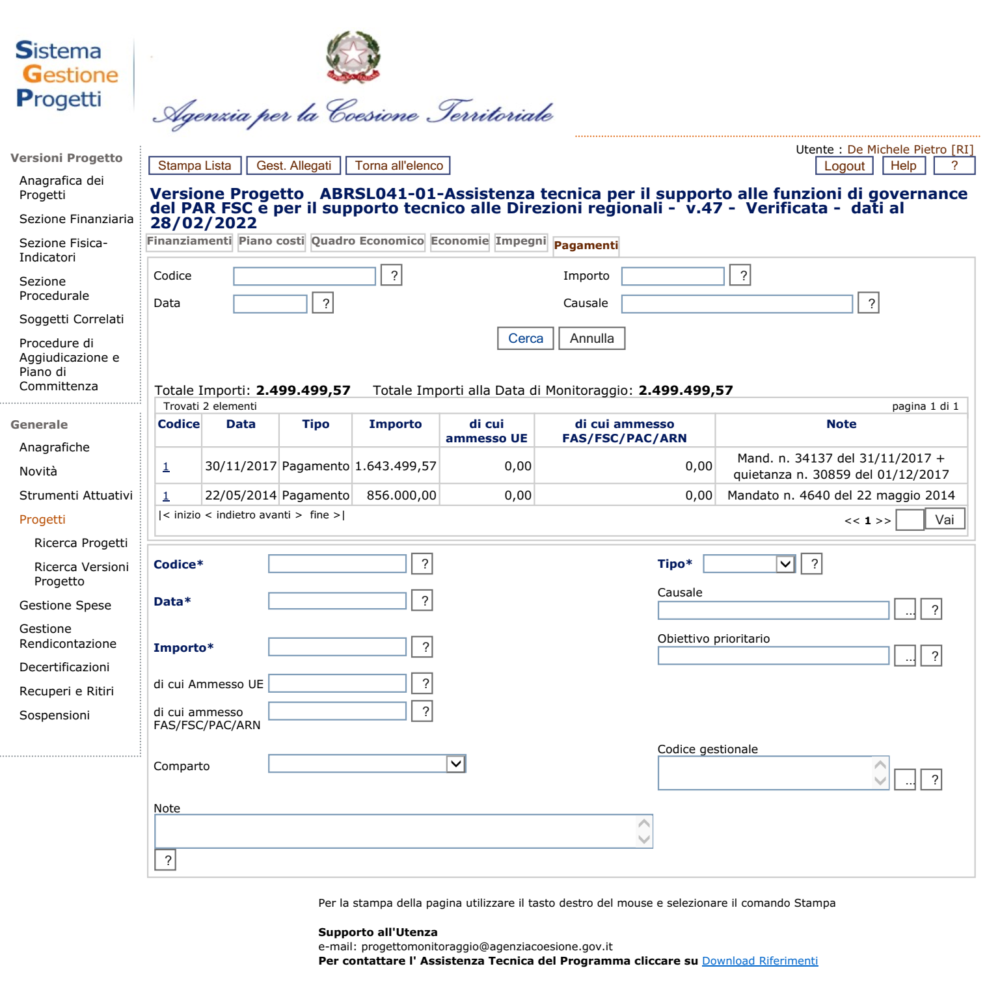 Sistema
Gestione
Progetti
REPVBBLICA ITALIANA
Agenzia per la Coesione Territoriale
Utente : De Michele Pietro [RI]
Stampa Lista Gest. Allegati Torna all'elenco Logout Help ?
Versione Progetto ABRSL041-01-Assistenza tecnica per il supporto alle funzioni di governance
del PAR FSC e per il supporto tecnico alle Direzioni regionali - v.47 - Verificata - dati al
28/02/2022
Versioni Progetto
Anagrafica dei
Progetti
Sezione Finanziaria
Sezione Fisica-
Indicatori
Sezione
Procedurale
Soggetti Correlati
Procedure di
Aggiudicazione e
Piano di
Committenza
Generale
Anagrafiche
Novità
Strumenti Attuativi
Progetti
Ricerca Progetti
Ricerca Versioni
Progetto
Gestione Spese
Gestione
Rendicontazione
Decertificazioni
Recuperi e Ritiri
Sospensioni
Finanziamenti Piano costi Quadro Economico Economie Impegni Pagamenti
Codice ? Importo ?
Data ? Causale ?
Cerca Annulla
Totale Importi: 2.499.499,57 Totale Importi alla Data di Monitoraggio: 2.499.499,57
Trovati 2 elementi pagina 1 di 1
Codice Data Tipo Importo di cui ammesso UE di cui ammesso FAS/FSC/PAC/ARN Note
1 30/11/2017 Pagamento 1.643.499,57 0,00 0,00 Mand. n. 34137 del 31/11/2017 + quietanza n. 30859 del 01/12/2017
1 22/05/2014 Pagamento 856.000,00 0,00 0,00 Mandato n. 4640 del 22 maggio 2014
|< inizio < indietro avanti > fine >| << 1 >> Vai
Codice* ? Tipo* ?
Data* ? Causale ... ?
Importo* ? Obiettivo prioritario ... ?
di cui Ammesso UE ?
di cui ammesso
FAS/FSC/PAC/ARN ?
Comparto Codice gestionale ... ?
Note
?
Per la stampa della pagina utilizzare il tasto destro del mouse e selezionare il comando Stampa
Supporto all'Utenza
e-mail: progettomonitoraggio@agenziacoesione.gov.it
Per contattare l' Assistenza Tecnica del Programma cliccare su Download Riferimenti